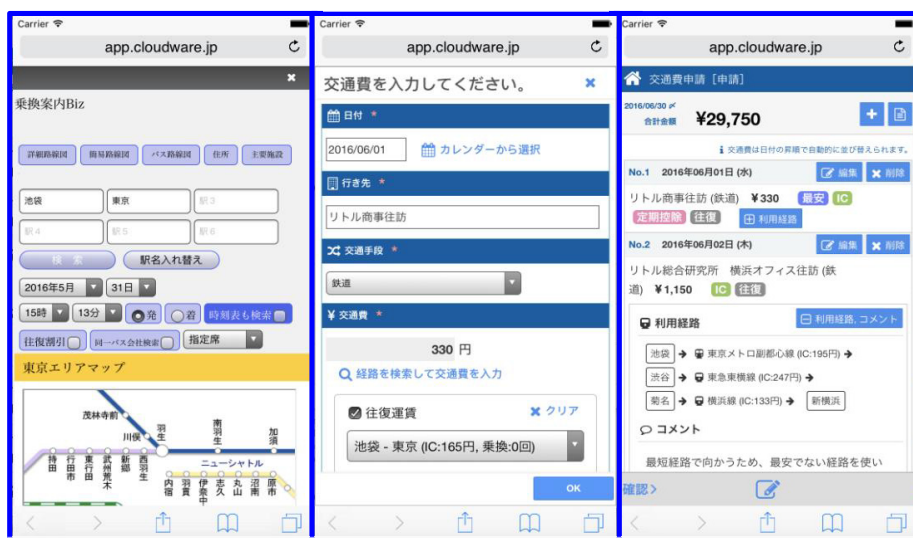 Carrier
app.cloudware.jp
乗換案内Biz
詳細路線図 簡易路線図 バス路線図 住所 主要施設
池袋 東京 駅3
駅4 駅5 駅6
検 索 駅名入れ替え
2016年5月 31日
15時 13分 発 着 時刻表も検索
往復割引 同一バス会社検索 指定席
東京エリアマップ
茂林寺前
川俣
羽生
南羽生
加須
持田
行田市
東行田
武州荒木
新郷
西羽生
ニューシャトル
内宿
羽貫
伊奈中
志久
丸山
沼南
原市
Carrier
app.cloudware.jp
交通費を入力してください。
日付 *
2016/06/01 カレンダーから選択
行き先 *
リトル商事往訪
交通手段 *
鉄道
¥ 交通費 *
330 円
経路を検索して交通費を入力
往復運賃 クリア
池袋 - 東京 (IC:165円, 乗換:0回)
OK
Carrier
app.cloudware.jp
交通費申請［申請］
2016/06/30〆
合計金額 ¥29,750
交通費は日付の昇順で自動的に並び替えられます。
No.1 2016年06月01日 (水) 編集 削除
リトル商事往訪 (鉄道) ¥330 最安 IC
定期控除 往復 利用経路
No.2 2016年06月02日 (木) 編集 削除
リトル総合研究所 横浜オフィス往訪 (鉄
道) ¥1,150 IC 往復
利用経路 利用経路, コメント
池袋 東京メトロ副都心線 (IC:195円)
渋谷 東急東横線 (IC:247円)
菊名 横浜線 (IC:133円) 新横浜
コメント
最短経路で向かうため、最安でない経路を使い
確認